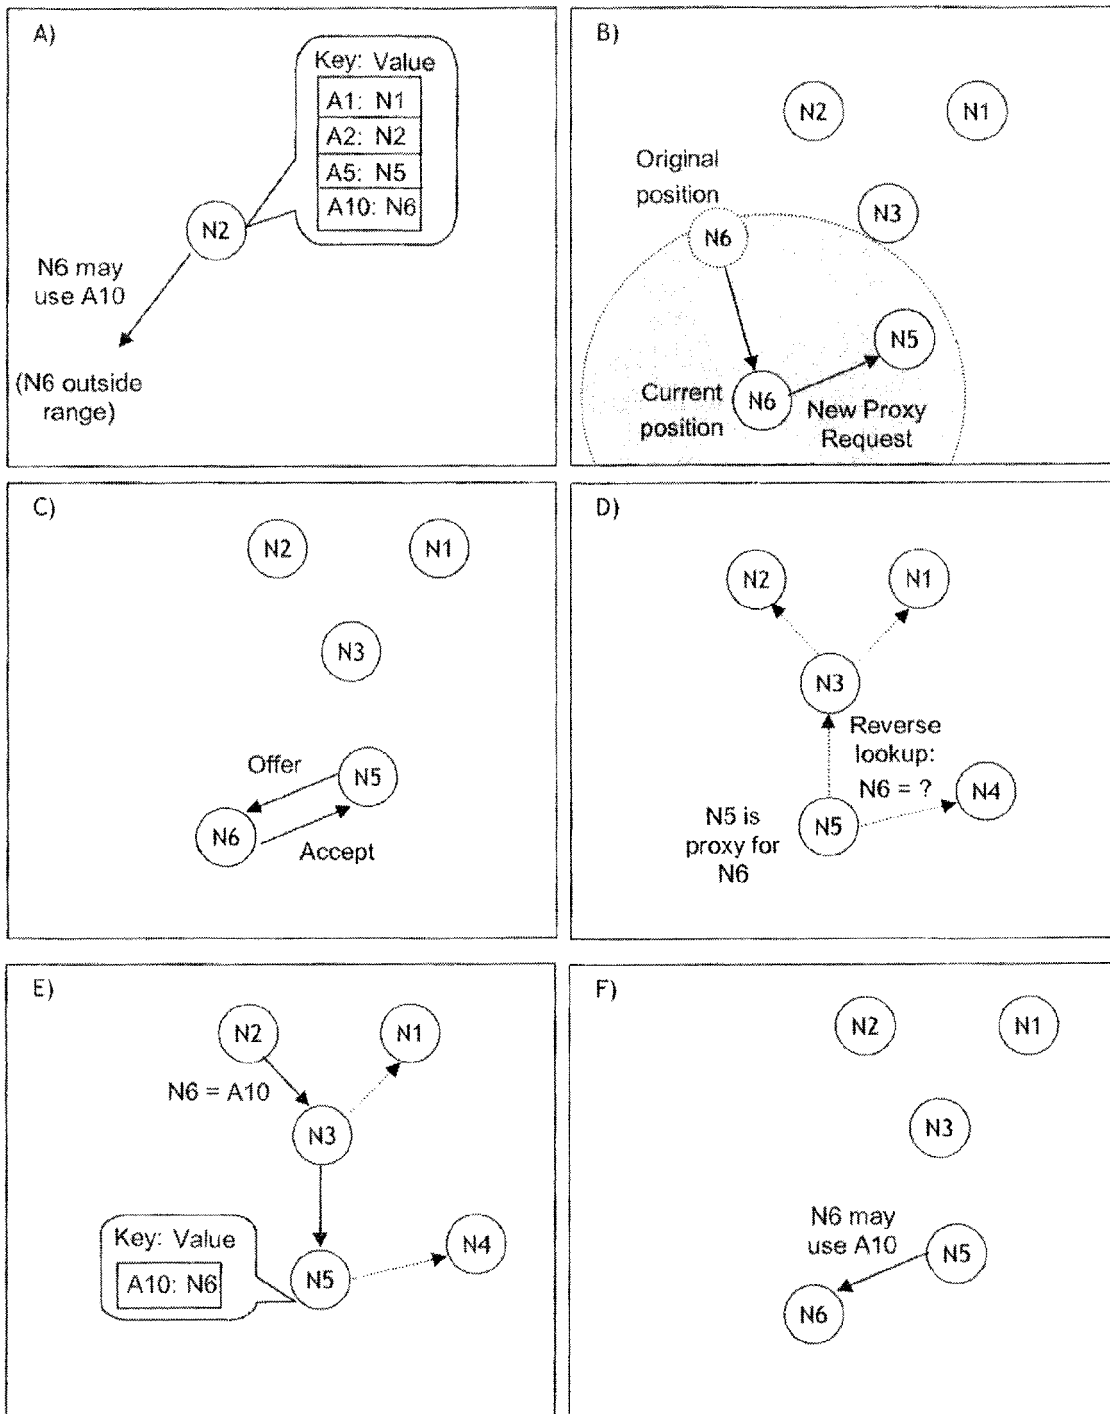 A)
Key: Value
A1: N1
A2: N2
A5: N5
A10: N6
N2
N6 may
use A10
(N6 outside
range)
B)
N2
N1
Original
position
N3
N6
N5
Current
position
N6
New Proxy
Request
C)
N2
N1
N3
Offer
N5
N6
Accept
D)
N2
N1
N3
Reverse
lookup:
N6 = ?
N4
N5 is
proxy for
N6
N5
E)
N2
N1
N6 = A10
N3
Key: Value
A10: N6
N5
N4
F)
N2
N1
N3
N6 may
use A10
N5
N6